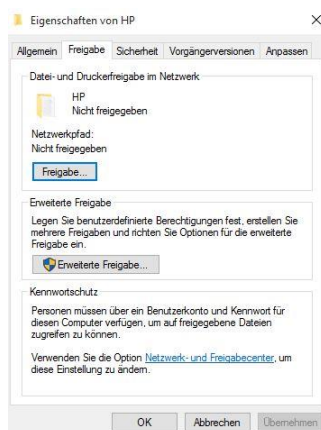 Eigenschaften von HP
Allgemein Freigabe Sicherheit Vorgängerversionen Anpassen
Datei- und Druckerfreigabe im Netzwerk
HP
Nicht freigegeben
Netzwerkpfad:
Nicht freigegeben
Freigabe...
Erweiterte Freigabe
Legen Sie benutzerdefinierte Berechtigungen fest, erstellen Sie
mehrere Freigaben und richten Sie Optionen für die erweiterte
Freigabe ein.
Erweiterte Freigabe...
Kennwortschutz
Personen müssen über ein Benutzerkonto und Kennwort für
diesen Computer verfügen, um auf freigegebene Dateien
zugreifen zu können.
Verwenden Sie die Option Netzwerk- und Freigabecenter, um
diese Einstellung zu ändern.
OK Abbrechen Übernehmen